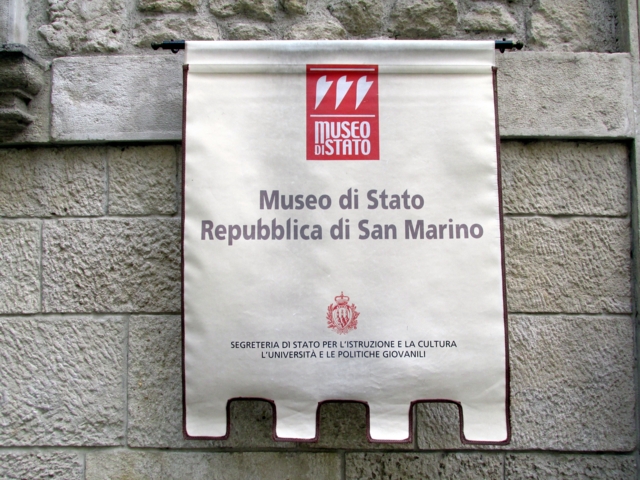 MUSEO
DI STATO
Museo di Stato
Repubblica di San Marino
SEGRETERIA DI STATO PER L'ISTRUZIONE E LA CULTURA
L'UNIVERSITÀ E LE POLITICHE GIOVANILI